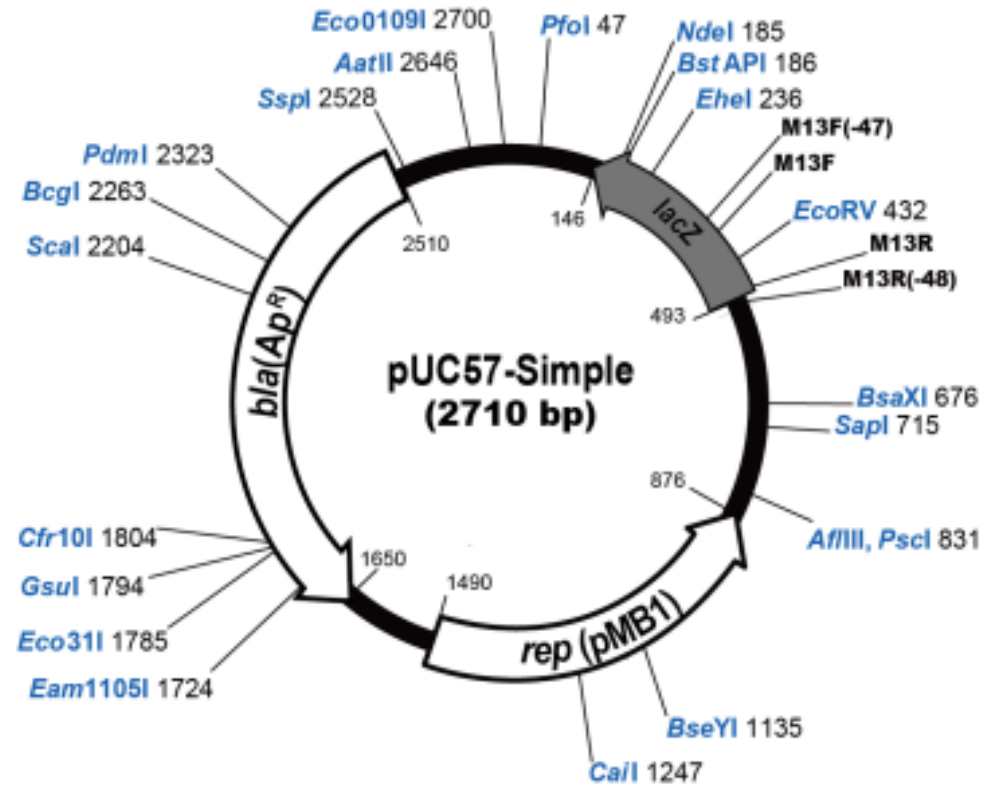 Eco0109I 2700
PfoI 47
AatII 2646
NdeI 185
BstAPI 186
SspI 2528
EheI 236
M13F(-47)
M13F
PdmI 2323
BcgI 2263
EcoRV 432
ScaI 2204
M13R
M13R(-48)
146
lacZ
2510
493
bla(ApR)
pUC57-Simple
(2710 bp)
BsaXI 676
SapI 715
876
AflIII, PscI 831
Cfr10I 1804
GsuI 1794
1650
1490
Eco31I 1785
rep (pMB1)
Eam1105I 1724
BseYI 1135
CaiI 1247